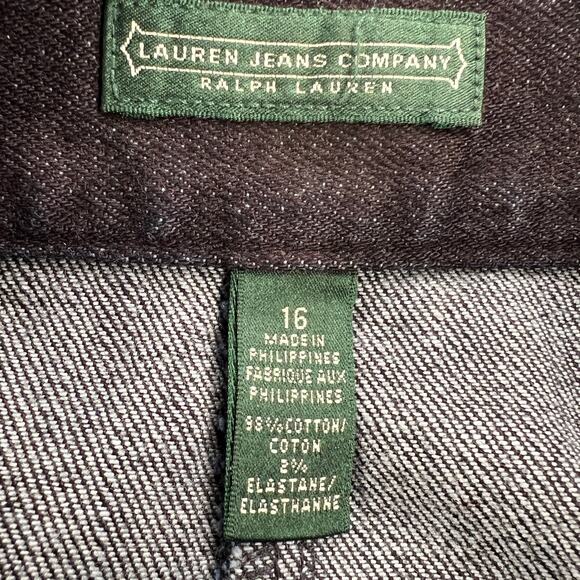 LAUREN JEANS COMPANY
RALPH LAUREN
16
MADE IN
PHILIPPINES
FABRIQUE AUX
PHILIPPINES
98% COTTON/
COTON
2%
ELASTANE/
ELASTHANNE